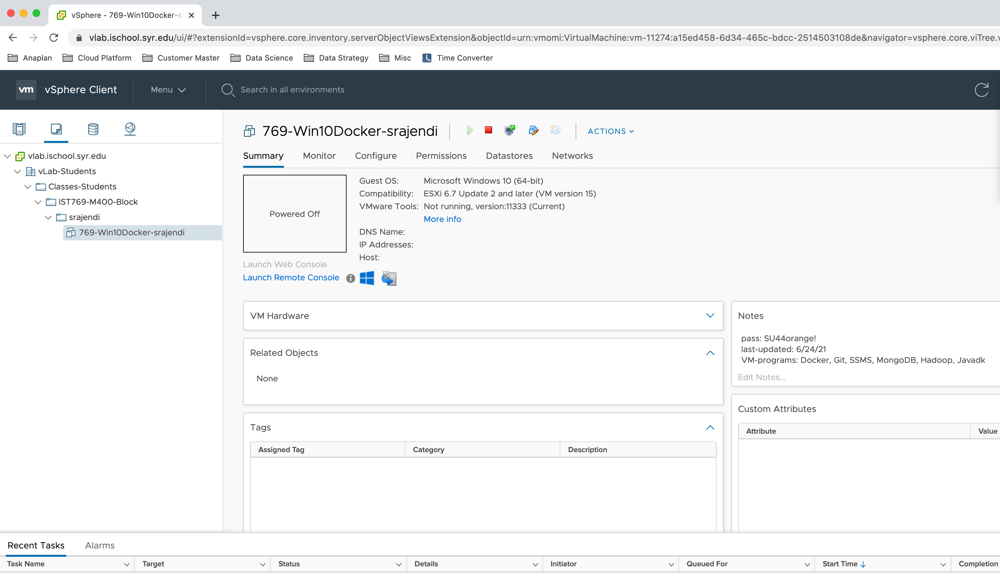 vSphere - 769-Win10Docker-s
vlab.ischool.syr.edu/ui/#?extensionId=vsphere.core.inventory.serverObjectViewsExtension&objectId=urn:vmomi:VirtualMachine:vm-11274:a15ed458-6d34-465c-bdcc-2514503108de&navigator=vsphere.core.viTree.v
Anaplan Cloud Platform Customer Master Data Science Data Strategy Misc Time Converter
vm vSphere Client Menu Search in all environments
769-Win10Docker-srajendi ACTIONS
Summary Monitor Configure Permissions Datastores Networks
vlab.ischool.syr.edu
vLab-Students
Classes-Students
IST769-M400-Block
srajendi
769-Win10Docker-srajendi
Powered Off
Launch Web Console
Launch Remote Console
Guest OS: Microsoft Windows 10 (64-bit)
Compatibility: ESXi 6.7 Update 2 and later (VM version 15)
VMware Tools: Not running, version:11333 (Current)
More info
DNS Name:
IP Addresses:
Host:
VM Hardware
Related Objects
None
Tags
Assigned Tag Category Description
Notes
pass: SU44orange!
last-updated: 6/24/21
VM-programs: Docker, Git, SSMS, MongoDB, Hadoop, Javadk
Edit Notes...
Custom Attributes
Attribute Value
Recent Tasks Alarms
Task Name Target Status Details Initiator Queued For Start Time Completion